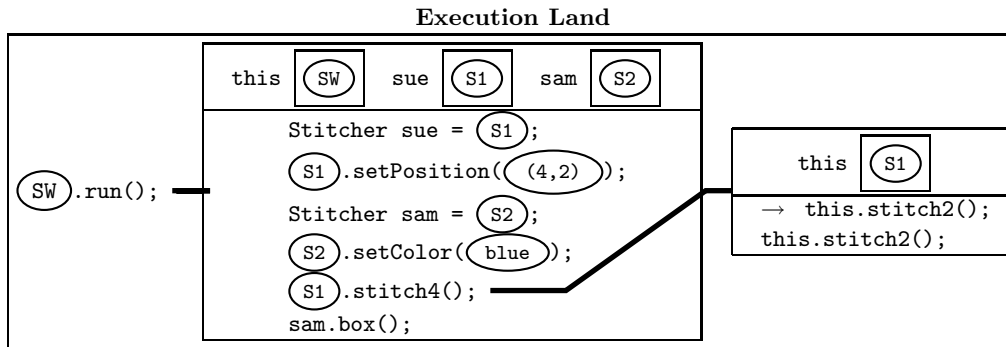 Execution Land
this SW sue S1 sam S2
Stitcher sue = S1;
S1.setPosition((4,2));
SW.run();
Stitcher sam = S2;
S2.setColor(blue);
S1.stitch4();
sam.box();
this S1
→ this.stitch2();
this.stitch2();